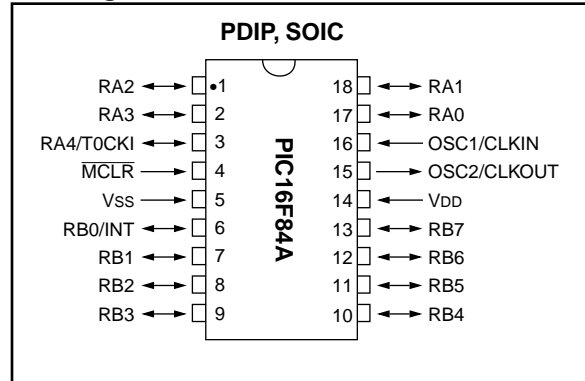 PDIP, SOIC
RA2 •1 18 RA1
RA3 2 17 RA0
RA4/T0CKI 3 16 OSC1/CLKIN
MCLR 4 15 OSC2/CLKOUT
VSS 5 14 VDD
RB0/INT 6 13 RB7
RB1 7 12 RB6
RB2 8 11 RB5
RB3 9 10 RB4
PIC16F84A